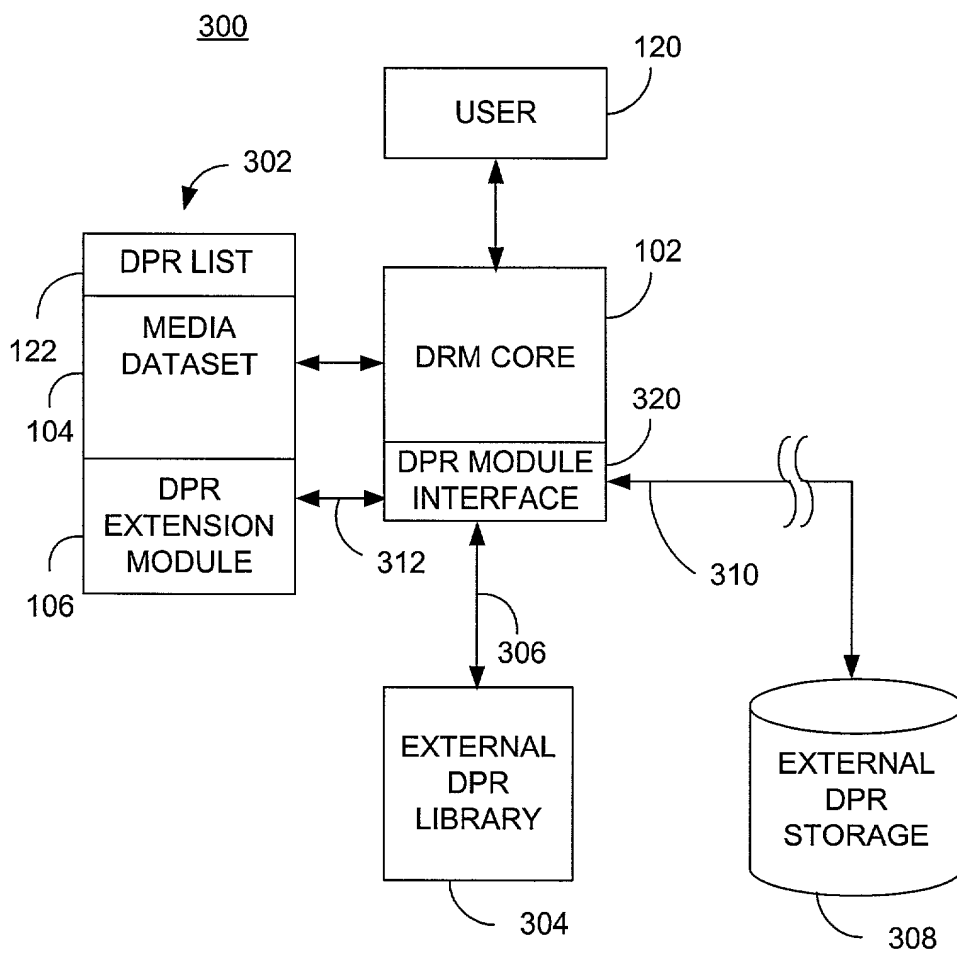 300
120
USER
302
DPR LIST
102
122
MEDIA
DATASET
DRM CORE
104
320
DPR MODULE
INTERFACE
DPR
EXTENSION
MODULE
312
310
106
306
EXTERNAL
DPR
LIBRARY
EXTERNAL
DPR
STORAGE
304
308